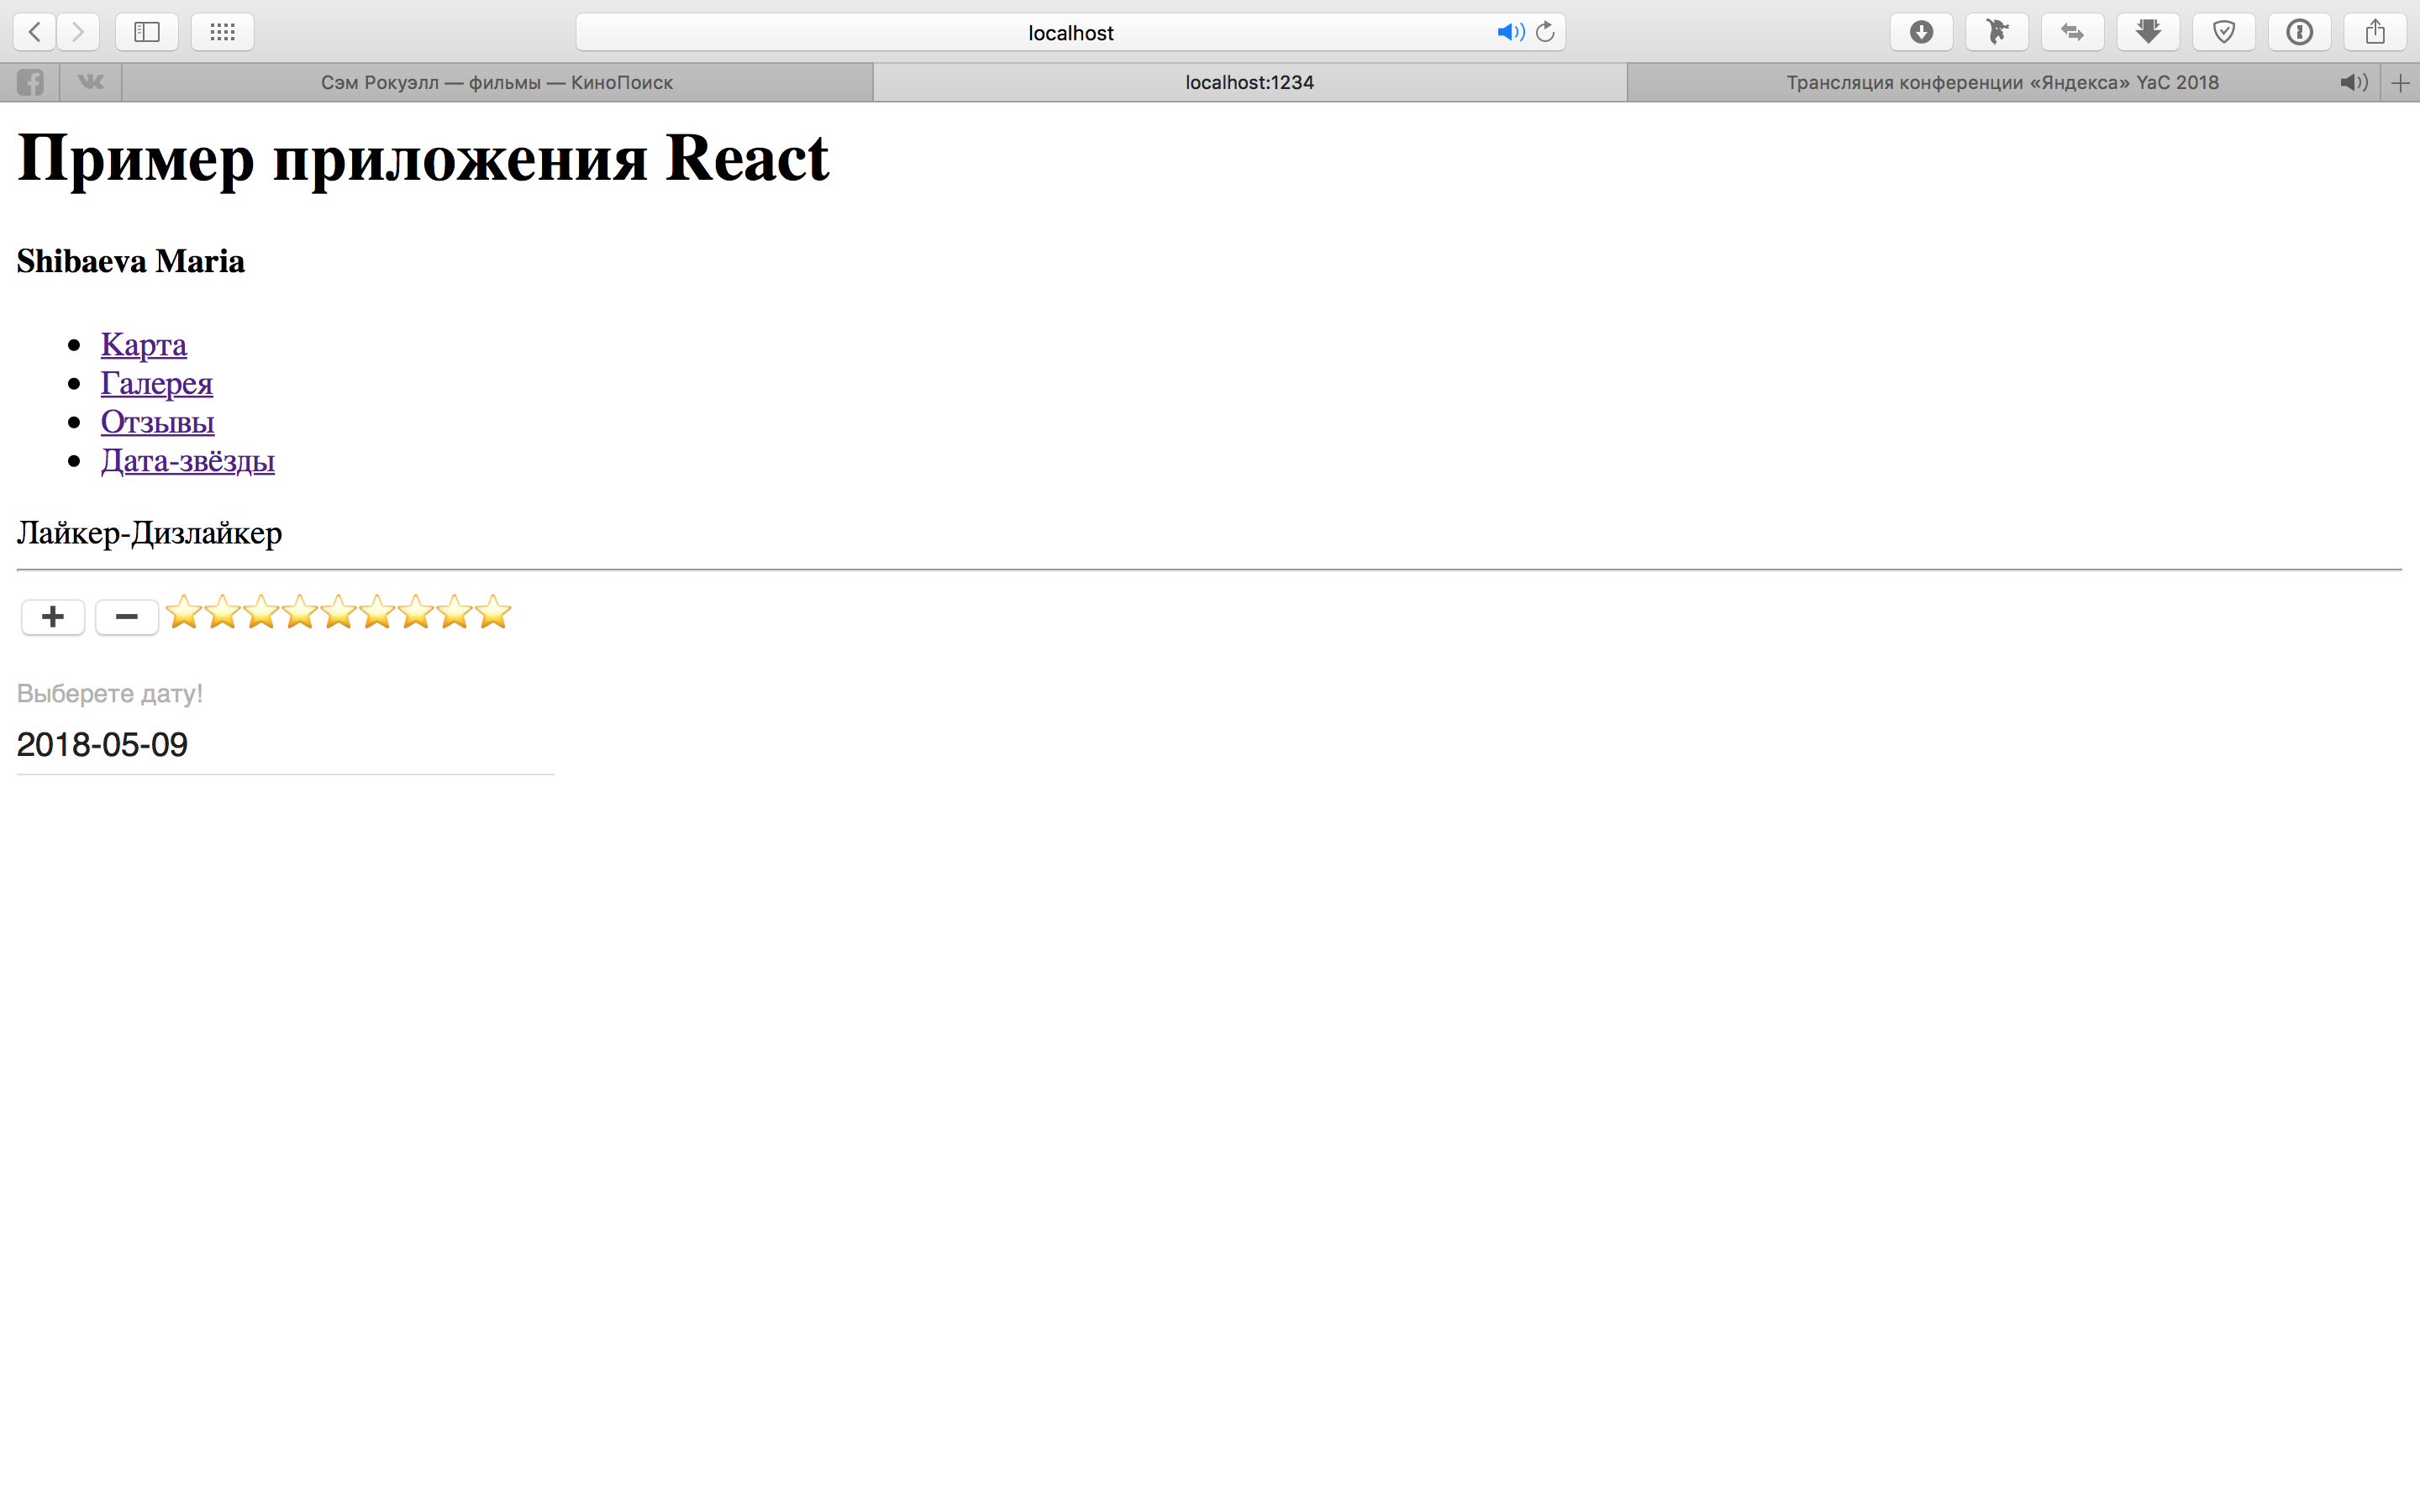 localhost
Сэм Рокуэлл — фильмы — КиноПоиск
localhost:1234
Трансляция конференции «Яндекса» YaC 2018
Пример приложения React
Shibaeva Maria
Карта
Галерея
Отзывы
Дата-звёзды
Лайкер-Дизлайкер
+ −
Выберете дату!
2018-05-09